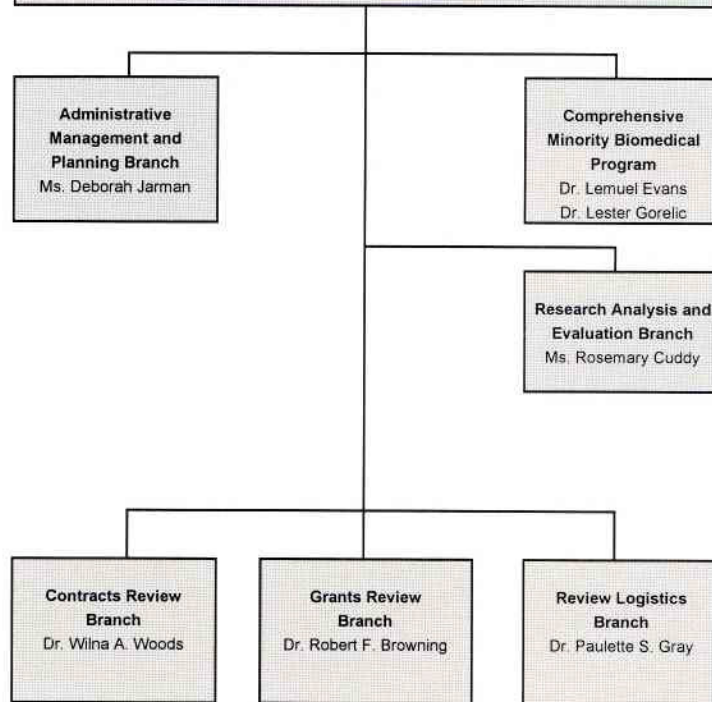 Administrative
Management and
Planning Branch
Ms. Deborah Jarman
Comprehensive
Minority Biomedical
Program
Dr. Lemuel Evans
Dr. Lester Gorelic
Research Analysis and
Evaluation Branch
Ms. Rosemary Cuddy
Contracts Review
Branch
Dr. Wilna A. Woods
Grants Review
Branch
Dr. Robert F. Browning
Review Logistics
Branch
Dr. Paulette S. Gray